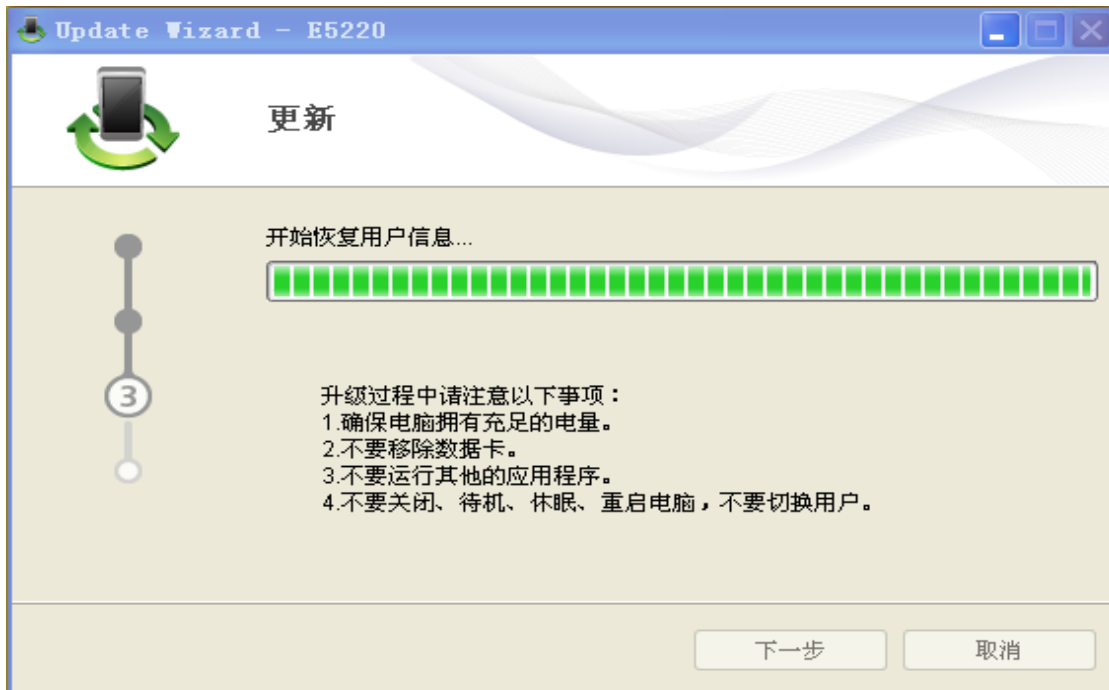 Update Wizard - E5220
更新
开始恢复用户信息...
3
升级过程中请注意以下事项：
1.确保电脑拥有充足的电量。
2.不要移除数据卡。
3.不要运行其他的应用程序。
4.不要关闭、待机、休眠、重启电脑，不要切换用户。
下一步
取消